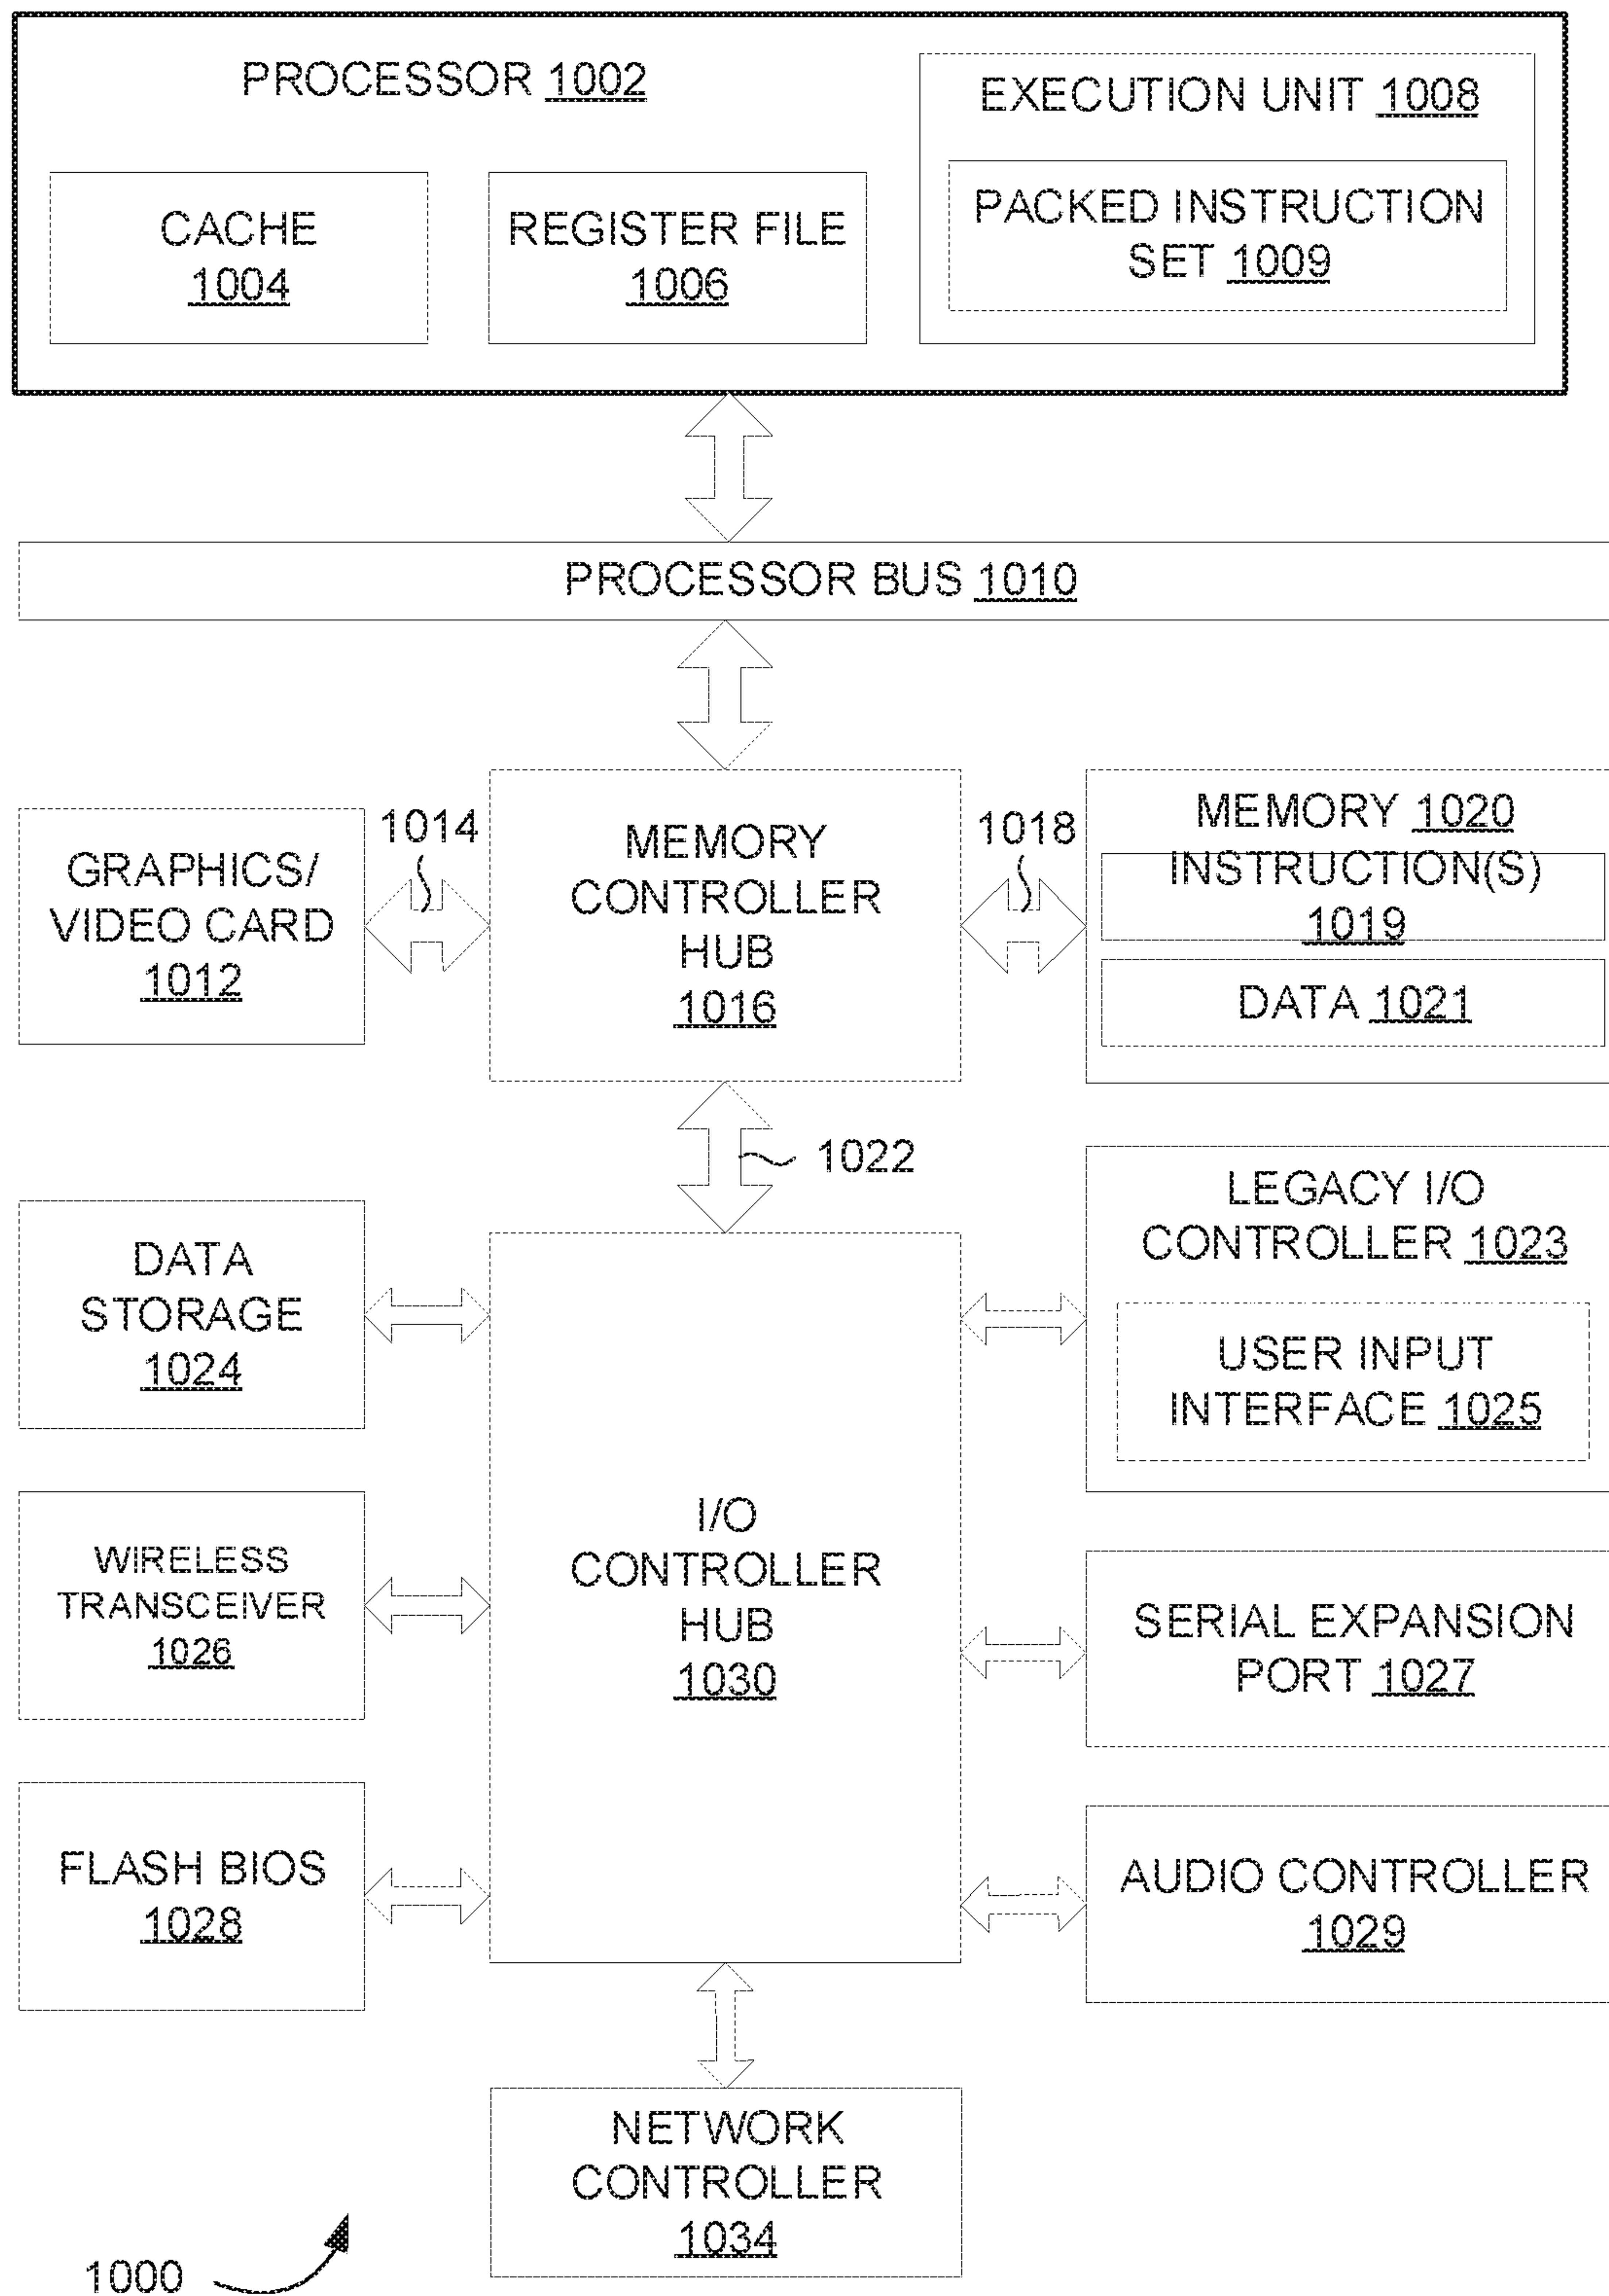 PROCESSOR 1002
EXECUTION UNIT 1008
PACKED INSTRUCTION
SET 1009
CACHE
1004
REGISTER FILE
1006
PROCESSOR BUS 1010
GRAPHICS/
VIDEO CARD
1012
1014
MEMORY
CONTROLLER
HUB
1016
1018
MEMORY 1020
INSTRUCTION(S)
1019
DATA 1021
1022
DATA
STORAGE
1024
LEGACY I/O
CONTROLLER 1023
USER INPUT
INTERFACE 1025
WIRELESS
TRANSCEIVER
1026
I/O
CONTROLLER
HUB
1030
SERIAL EXPANSION
PORT 1027
FLASH BIOS
1028
AUDIO CONTROLLER
1029
NETWORK
CONTROLLER
1034
1000